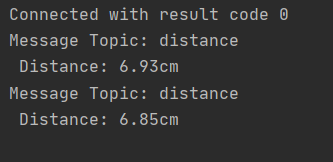 Connected with result code 0
Message Topic: distance
Distance: 6.93cm
Message Topic: distance
Distance: 6.85cm